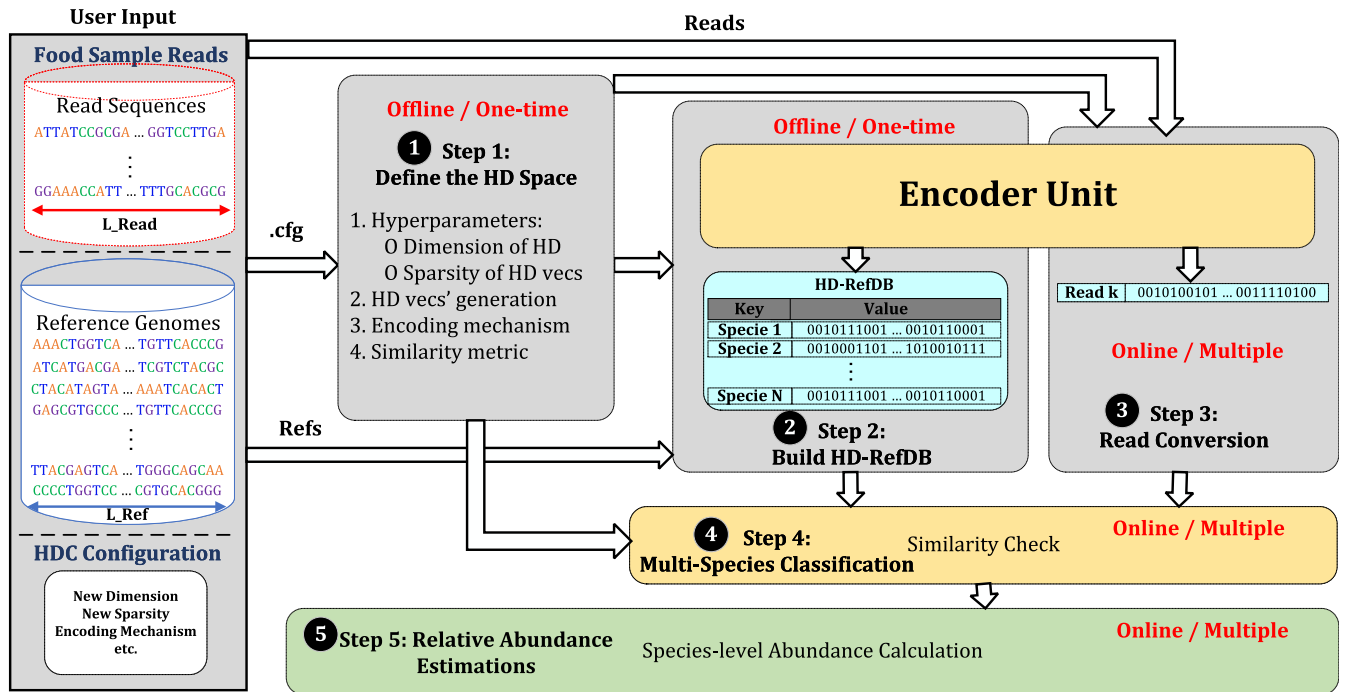 User Input
Food Sample Reads
Read Sequences
ATTATCCGCGA ... GGTCCTTGA
⋮
GGAAACCATT ... TTTGCACGCG
L_Read
Reference Genomes
AAACTGGTCA ... TGTTCACCCG
ATCATGACGA ... TCGTCTACGC
CTACATAGTA ... AAATCACACT
GAGCGTGCCC ... TGTTCACCCG
⋮
TTACGAGTCA ... TGGGCAGCAA
CCCCTGGTCC ... CGTGCACGGG
L_Ref
HDC Configuration
New Dimension
New Sparsity
Encoding Mechanism
etc.
Reads
.cfg
Refs
Offline / One-time
1 Step 1:
Define the HD Space
1. Hyperparameters:
O Dimension of HD
O Sparsity of HD vecs
2. HD vecs' generation
3. Encoding mechanism
4. Similarity metric
Offline / One-time
Encoder Unit
HD-RefDB
Key Value
Specie 1 0010111001 ... 0010110001
Specie 2 0010001101 ... 1010010111
⋮
Specie N 0010111001 ... 0010110001
2 Step 2:
Build HD-RefDB
Read k 0010100101 ... 0011110100
Online / Multiple
3 Step 3:
Read Conversion
4 Step 4:
Multi-Species Classification
Similarity Check
Online / Multiple
5 Step 5: Relative Abundance
Estimations
Species-level Abundance Calculation
Online / Multiple